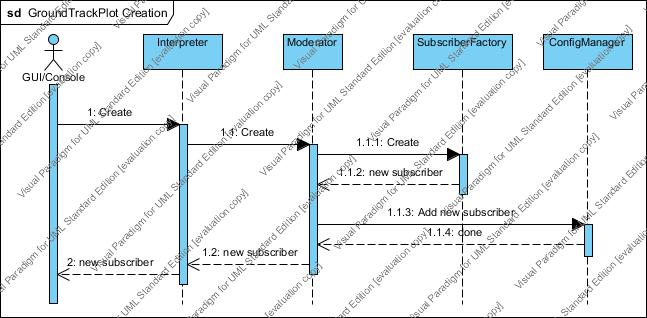 sd GroundTrackPlot Creation
GUI/Console
Interpreter
Moderator
SubscriberFactory
ConfigManager
1: Create
1.1: Create
1.1.1: Create
1.1.2: new subscriber
1.1.3: Add new subscriber
1.1.4: done
1.2: new subscriber
2: new subscriber
Visual Paradigm for UML Standard Edition [evaluation copy]